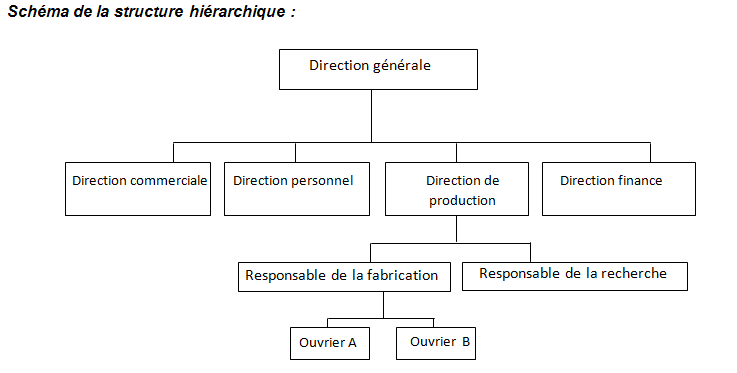 Schéma de la structure hiérarchique :
Direction générale
Direction commerciale
Direction personnel
Direction de
production
Direction finance
Responsable de la fabrication
Responsable de la recherche
Ouvrier A
Ouvrier B